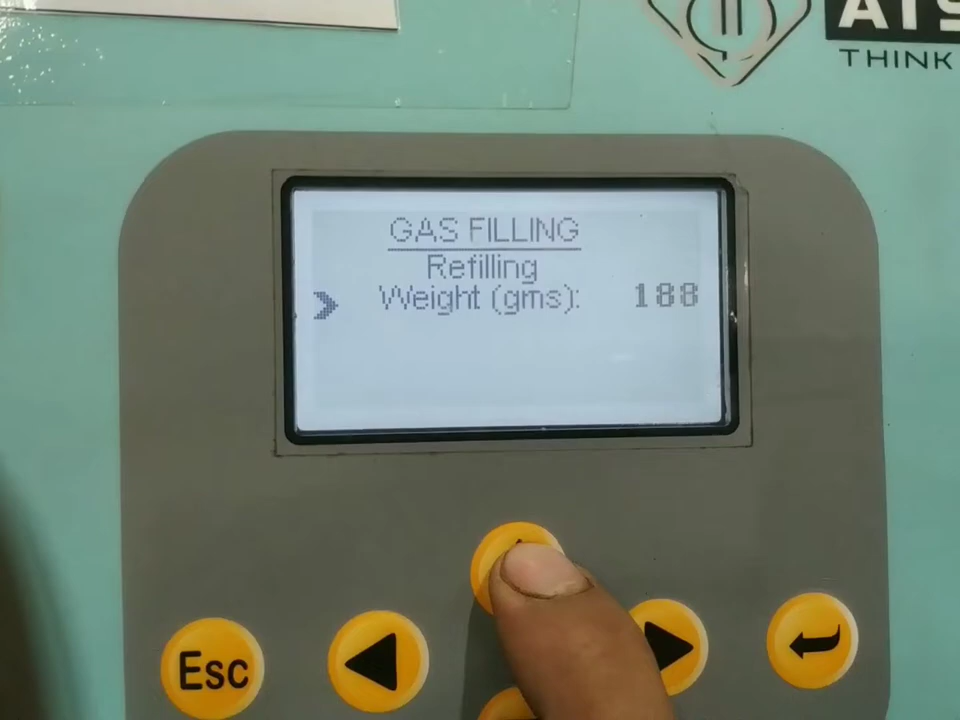 THINK
GAS FILLING
Refilling
Weight (gms): 188
Esc